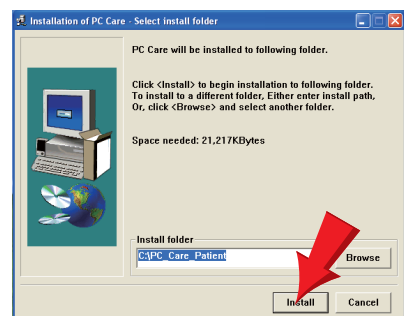 Installation of PC Care - Select install folder
PC Care will be installed to following folder.
Click <Install> to begin installation to following folder.
To install to a different folder, Either enter install path,
Or, click <Browse> and select another folder.
Space needed: 21,217KBytes
Install folder
C:\PC_Care_Patient
Browse
Install
Cancel